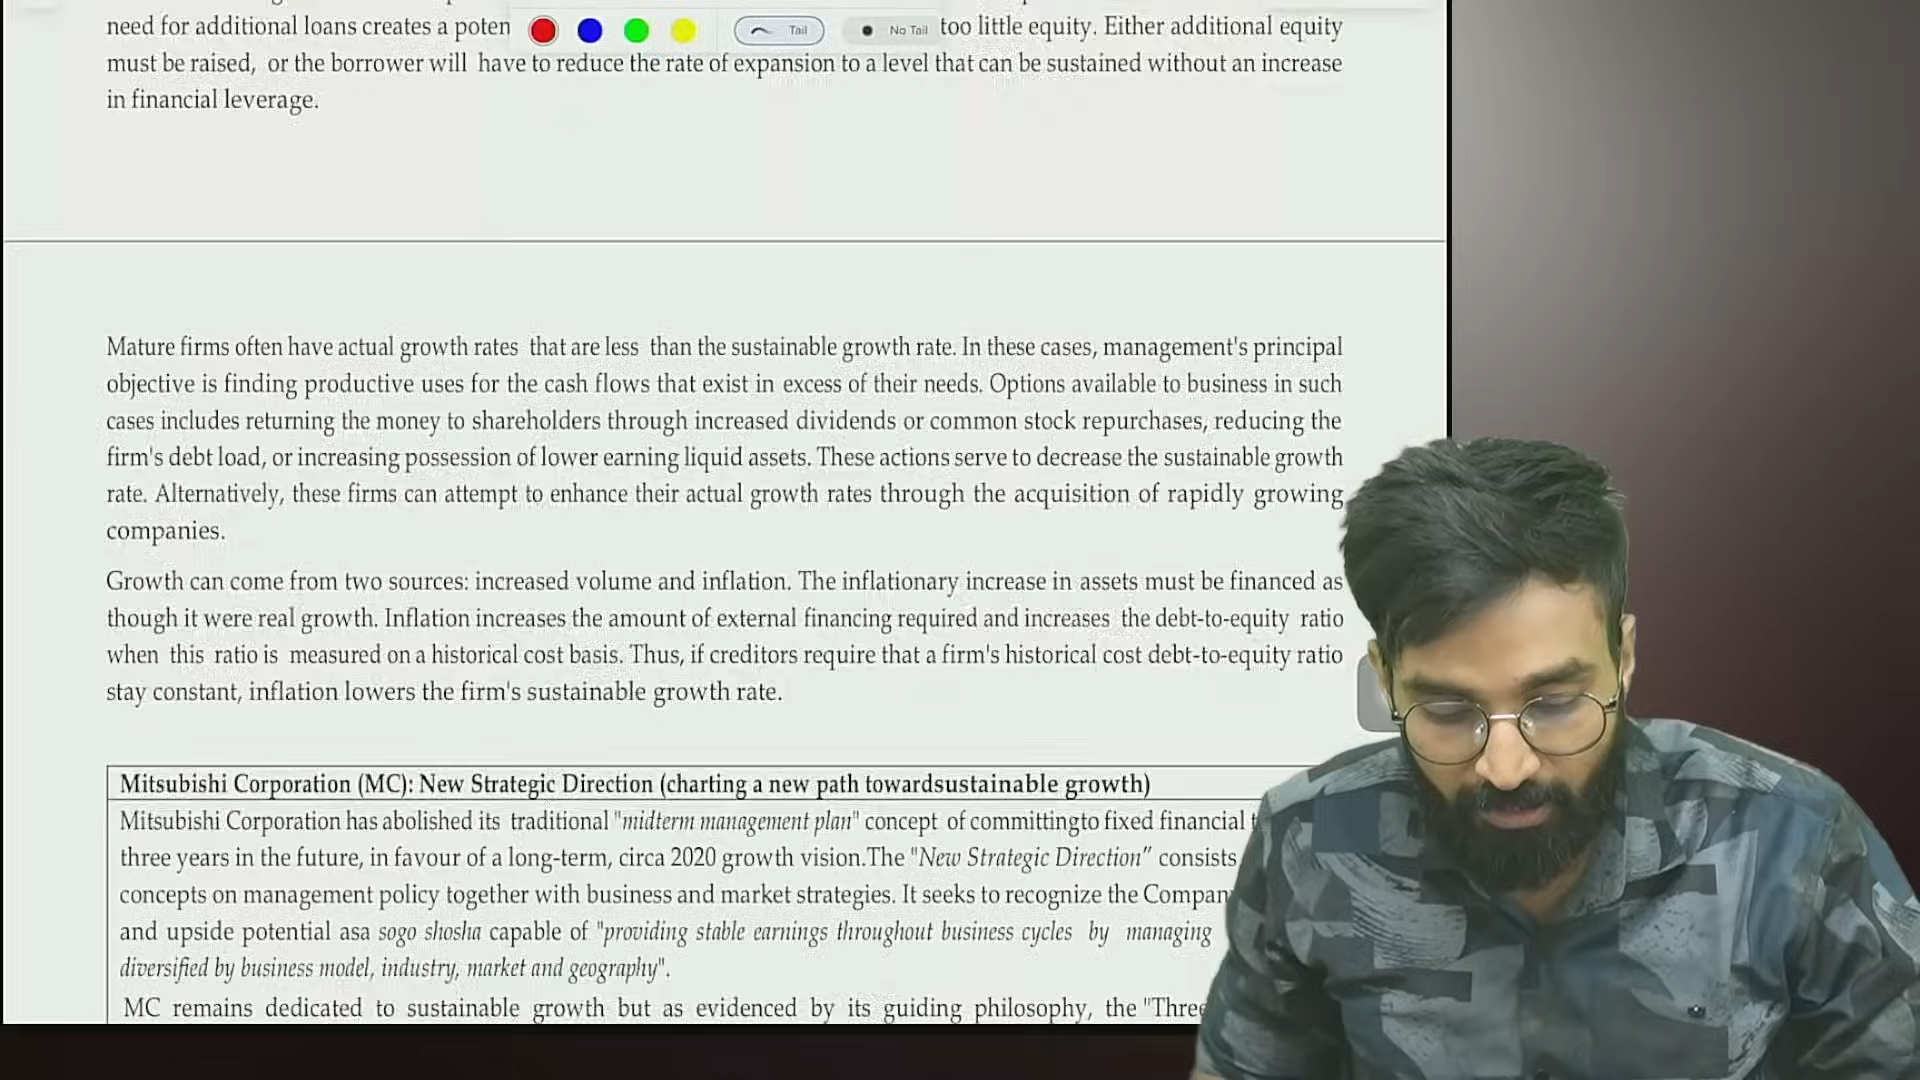 need for additional loans creates a poten
Tail
No Tail
too little equity. Either additional equity
must be raised, or the borrower will have to reduce the rate of expansion to a level that can be sustained without an increase
in financial leverage.
Mature firms often have actual growth rates that are less than the sustainable growth rate. In these cases, management's principal
objective is finding productive uses for the cash flows that exist in excess of their needs. Options available to business in such
cases includes returning the money to shareholders through increased dividends or common stock repurchases, reducing the
firm's debt load, or increasing possession of lower earning liquid assets. These actions serve to decrease the sustainable growth
rate. Alternatively, these firms can attempt to enhance their actual growth rates through the acquisition of rapidly growing
companies.
Growth can come from two sources: increased volume and inflation. The inflationary increase in assets must be financed as
though it were real growth. Inflation increases the amount of external financing required and increases the debt-to-equity ratio
when this ratio is measured on a historical cost basis. Thus, if creditors require that a firm's historical cost debt-to-equity ratio
stay constant, inflation lowers the firm's sustainable growth rate.
Mitsubishi Corporation (MC): New Strategic Direction (charting a new path towardsustainable growth)
Mitsubishi Corporation has abolished its traditional "midterm management plan" concept of committingto fixed financial
three years in the future, in favour of a long-term, circa 2020 growth vision.The "New Strategic Direction" consists
concepts on management policy together with business and market strategies. It seeks to recognize the Compan
and upside potential asa sogo shosha capable of "providing stable earnings throughout business cycles by managing
diversified by business model, industry, market and geography".
MC remains dedicated to sustainable growth but as evidenced by its guiding philosophy, the "Three